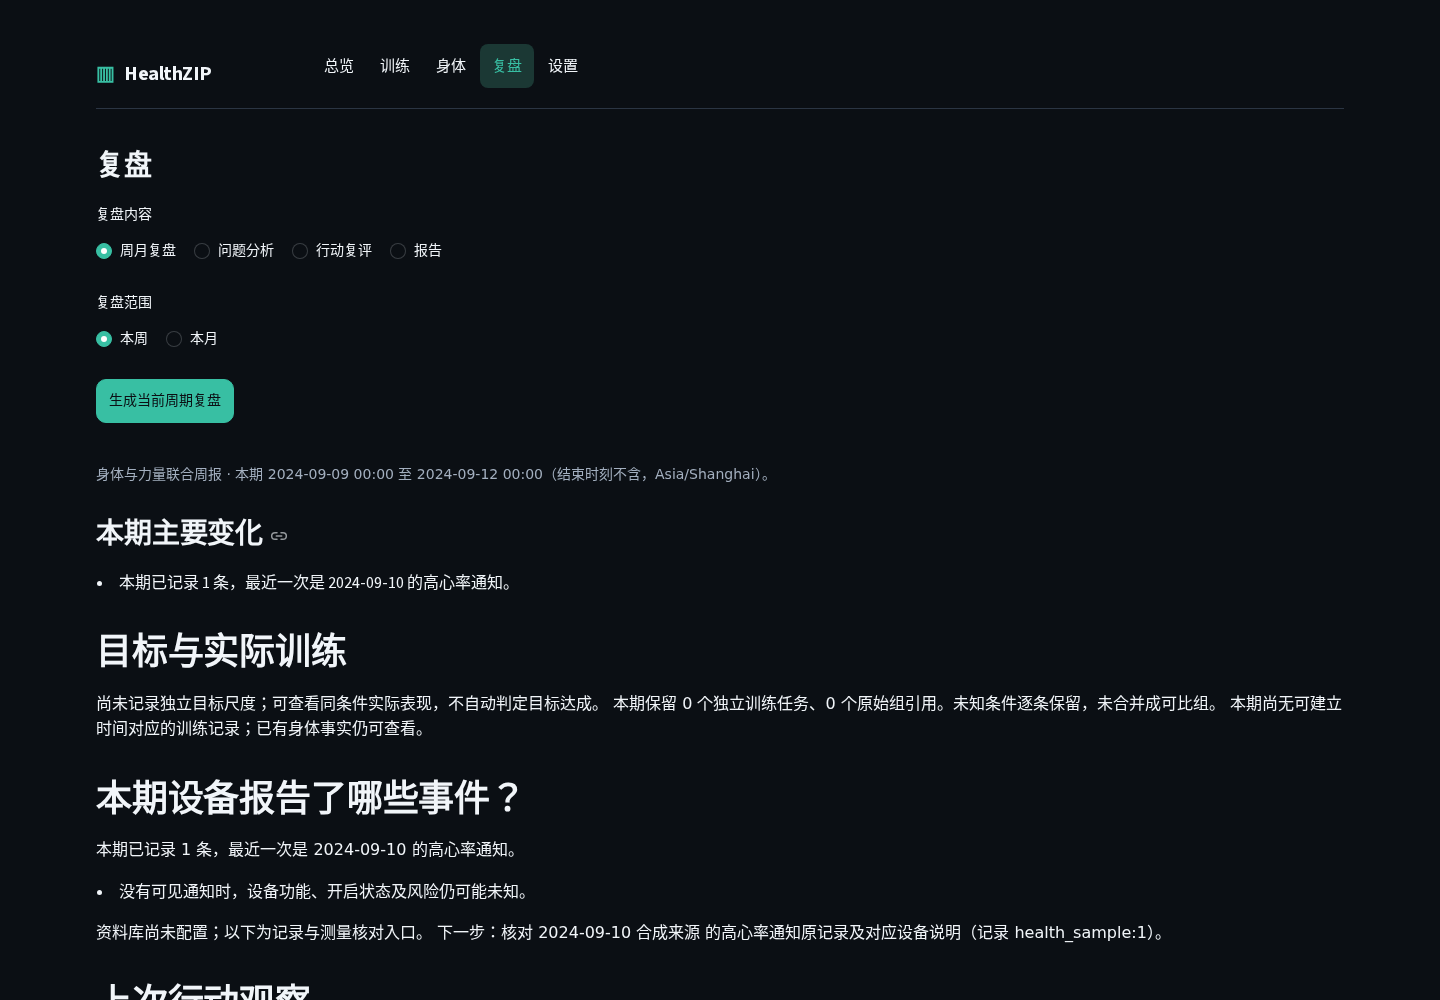 HealthZIP
总览 训练 身体 复盘 设置
复盘
复盘内容
周月复盘 问题分析 行动复评 报告
复盘范围
本周 本月
生成当前周期复盘
身体与力量联合周报 · 本期 2024-09-09 00:00 至 2024-09-12 00:00（结束时刻不含，Asia/Shanghai）。
本期主要变化
• 本期已记录 1 条，最近一次是 2024-09-10 的高心率通知。
目标与实际训练
尚未记录独立目标尺度；可查看同条件实际表现，不自动判定目标达成。 本期保留 0 个独立训练任务、0 个原始组引用。未知条件逐条保留，未合并成可比组。 本期尚无可建立
时间对应的训练记录；已有身体事实仍可查看。
本期设备报告了哪些事件？
本期已记录 1 条，最近一次是 2024-09-10 的高心率通知。
• 没有可见通知时，设备功能、开启状态及风险仍可能未知。
资料库尚未配置；以下为记录与测量核对入口。 下一步：核对 2024-09-10 合成来源 的高心率通知原记录及对应设备说明（记录 health_sample:1）。
上次行动观察